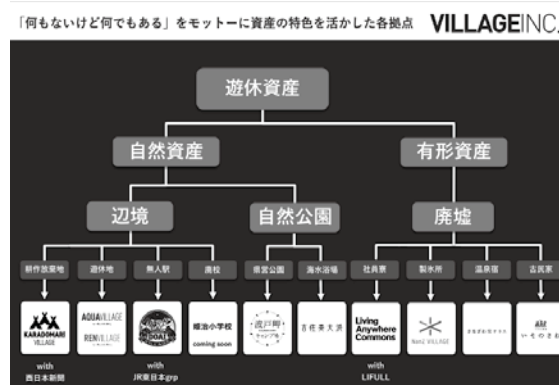 「何もないけど何でもある」をモットーに資産の特色を活かした各拠点
VILLAGEINC.
遊休資産
自然資産
有形資産
辺境
自然公園
廃墟
耕作放棄地
遊休地
無人駅
廃校
県営公園
海水浴場
社員寮
製氷所
温泉宿
古民家
KARADOMARI
VILLAGE
AQUAVILLAGE
RENVILLAGE
DOAI
coming soon
Living
Anywhere
Commons
NanZ VILLAGE
with
西日本新聞
with
JR東日本grp
with
LIFULL